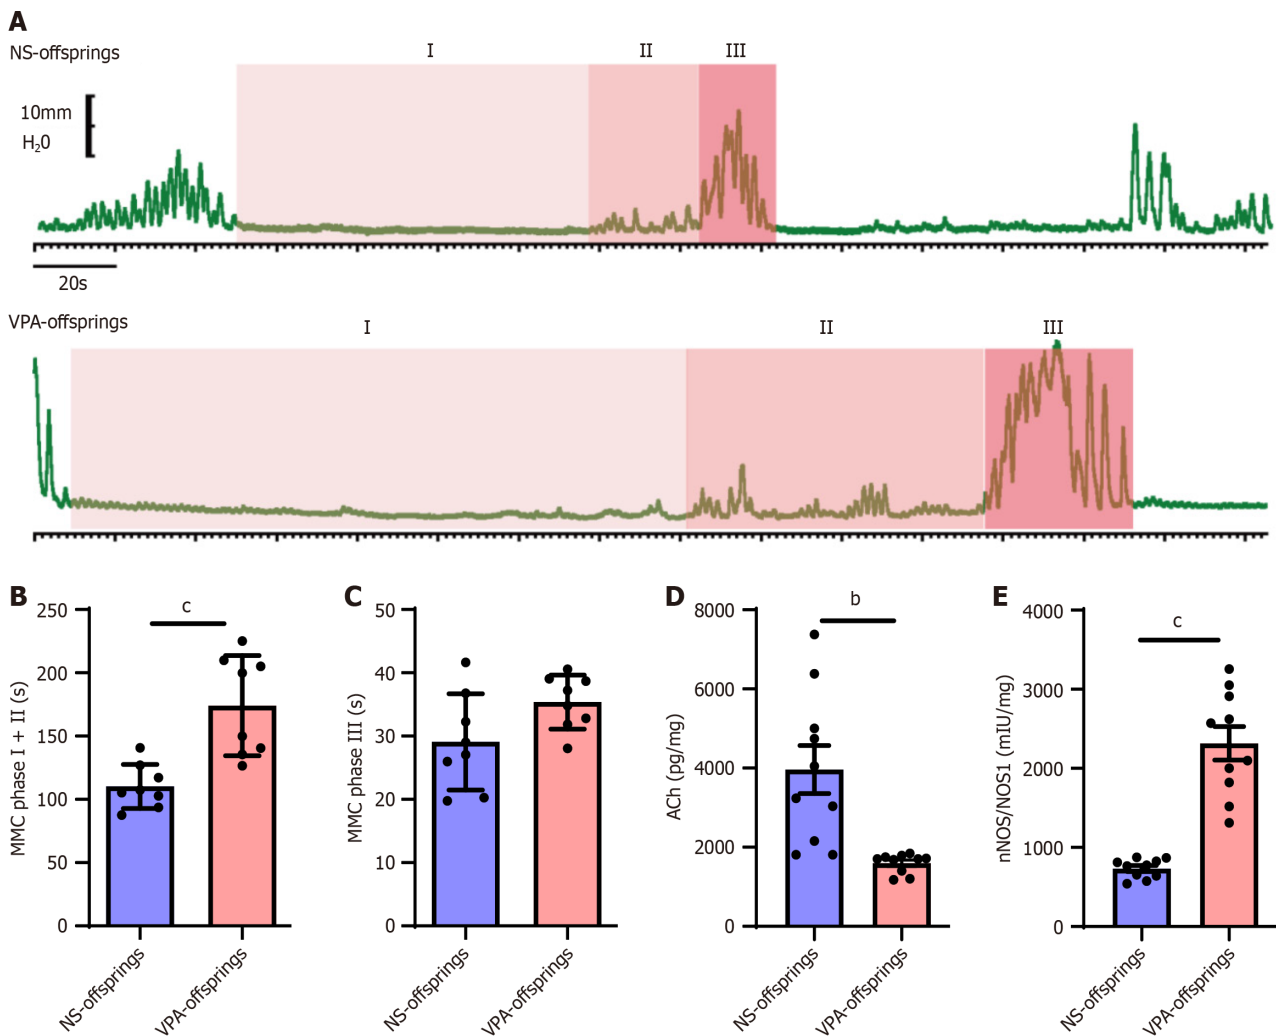 A
NS-offsprings
I
II
III
10mm
H₂0
20s
VPA-offsprings
I
II
III
B
MMC phase I + II (s)
250
200
150
100
50
0
c
NS-offsprings
VPA-offsprings
C
MMC phase III (s)
50
40
30
20
10
0
NS-offsprings
VPA-offsprings
D
ACh (pg/mg)
8000
6000
4000
2000
0
b
NS-offsprings
VPA-offsprings
E
nNOS/NOS1 (mIU/mg)
4000
3000
2000
1000
0
c
NS-offsprings
VPA-offsprings